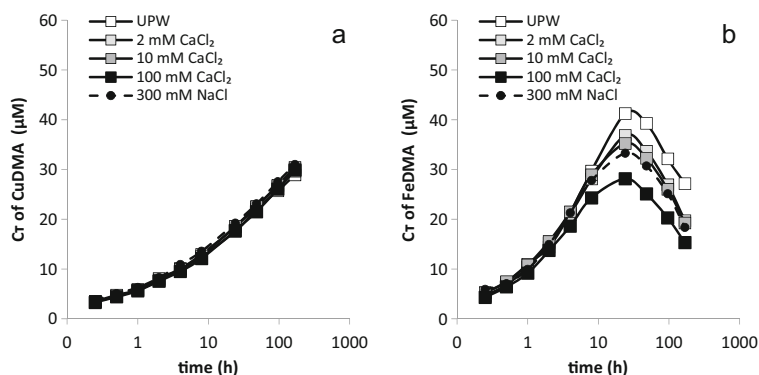 UPW
2 mM CaCl₂
10 mM CaCl₂
100 mM CaCl₂
300 mM NaCl
a
60
50
40
30
20
10
0
Cᴛ of CuDMA (µM)
0 1 10 100 1000
time (h)
UPW
2 mM CaCl₂
10 mM CaCl₂
100 mM CaCl₂
300 mM NaCl
b
60
50
40
30
20
10
0
Cᴛ of FeDMA (µM)
0 1 10 100 1000
time (h)